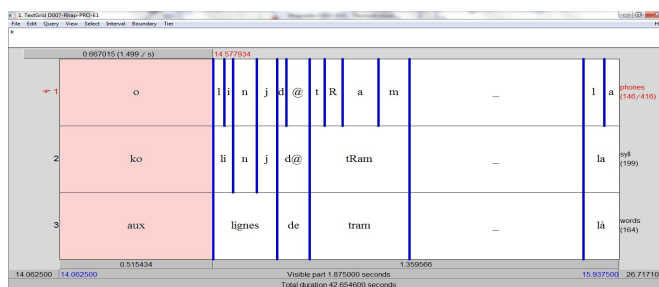 1. TextGrid D007-Rhap-PRO-E1
File Edit Query View Select Interval Boundary Tier
0.667015 (1.499 / s) 14.577934
1 o l i n j d @ t R a m _ l a phones (146/416)
2 ko li n j d@ tRam _ la syll (199)
3 aux lignes de tram _ là words (164)
0.515434 1.359566
14.062500 14.062500 Visible part 1.875000 seconds 15.937500 26.71710
Total duration 42.654600 seconds